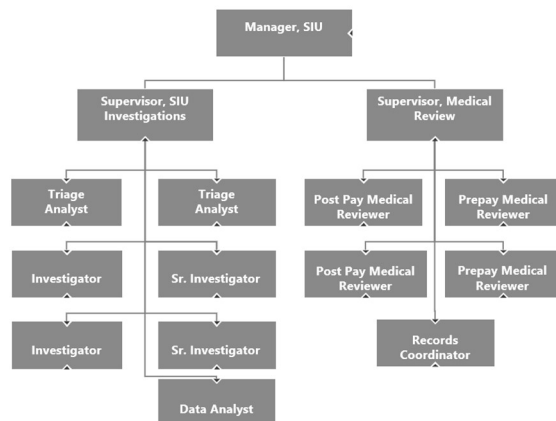 Manager, SIU
Supervisor, SIU
Investigations
Supervisor, Medical
Review
Triage
Analyst
Triage
Analyst
Post Pay Medical
Reviewer
Prepay Medical
Reviewer
Investigator
Sr. Investigator
Post Pay Medical
Reviewer
Prepay Medical
Reviewer
Investigator
Sr. Investigator
Records
Coordinator
Data Analyst